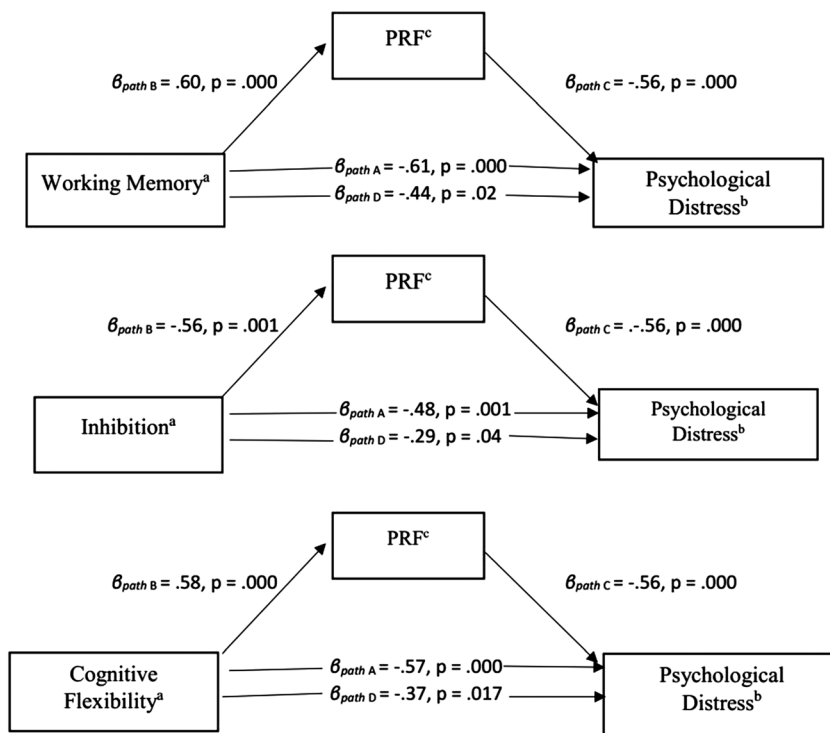 PRFᶜ
βpath B = .60, p = .000
βpath C = -.56, p = .000
Working Memoryᵃ
βpath A = -.61, p = .000
βpath D = -.44, p = .02
Psychological
Distressᵇ
PRFᶜ
βpath B = -.56, p = .001
βpath C = .-.56, p = .000
Inhibitionᵃ
βpath A = -.48, p = .001
βpath D = -.29, p = .04
Psychological
Distressᵇ
PRFᶜ
βpath B = .58, p = .000
βpath C = -.56, p = .000
Cognitive
Flexibilityᵃ
βpath A = -.57, p = .000
βpath D = -.37, p = .017
Psychological
Distressᵇ